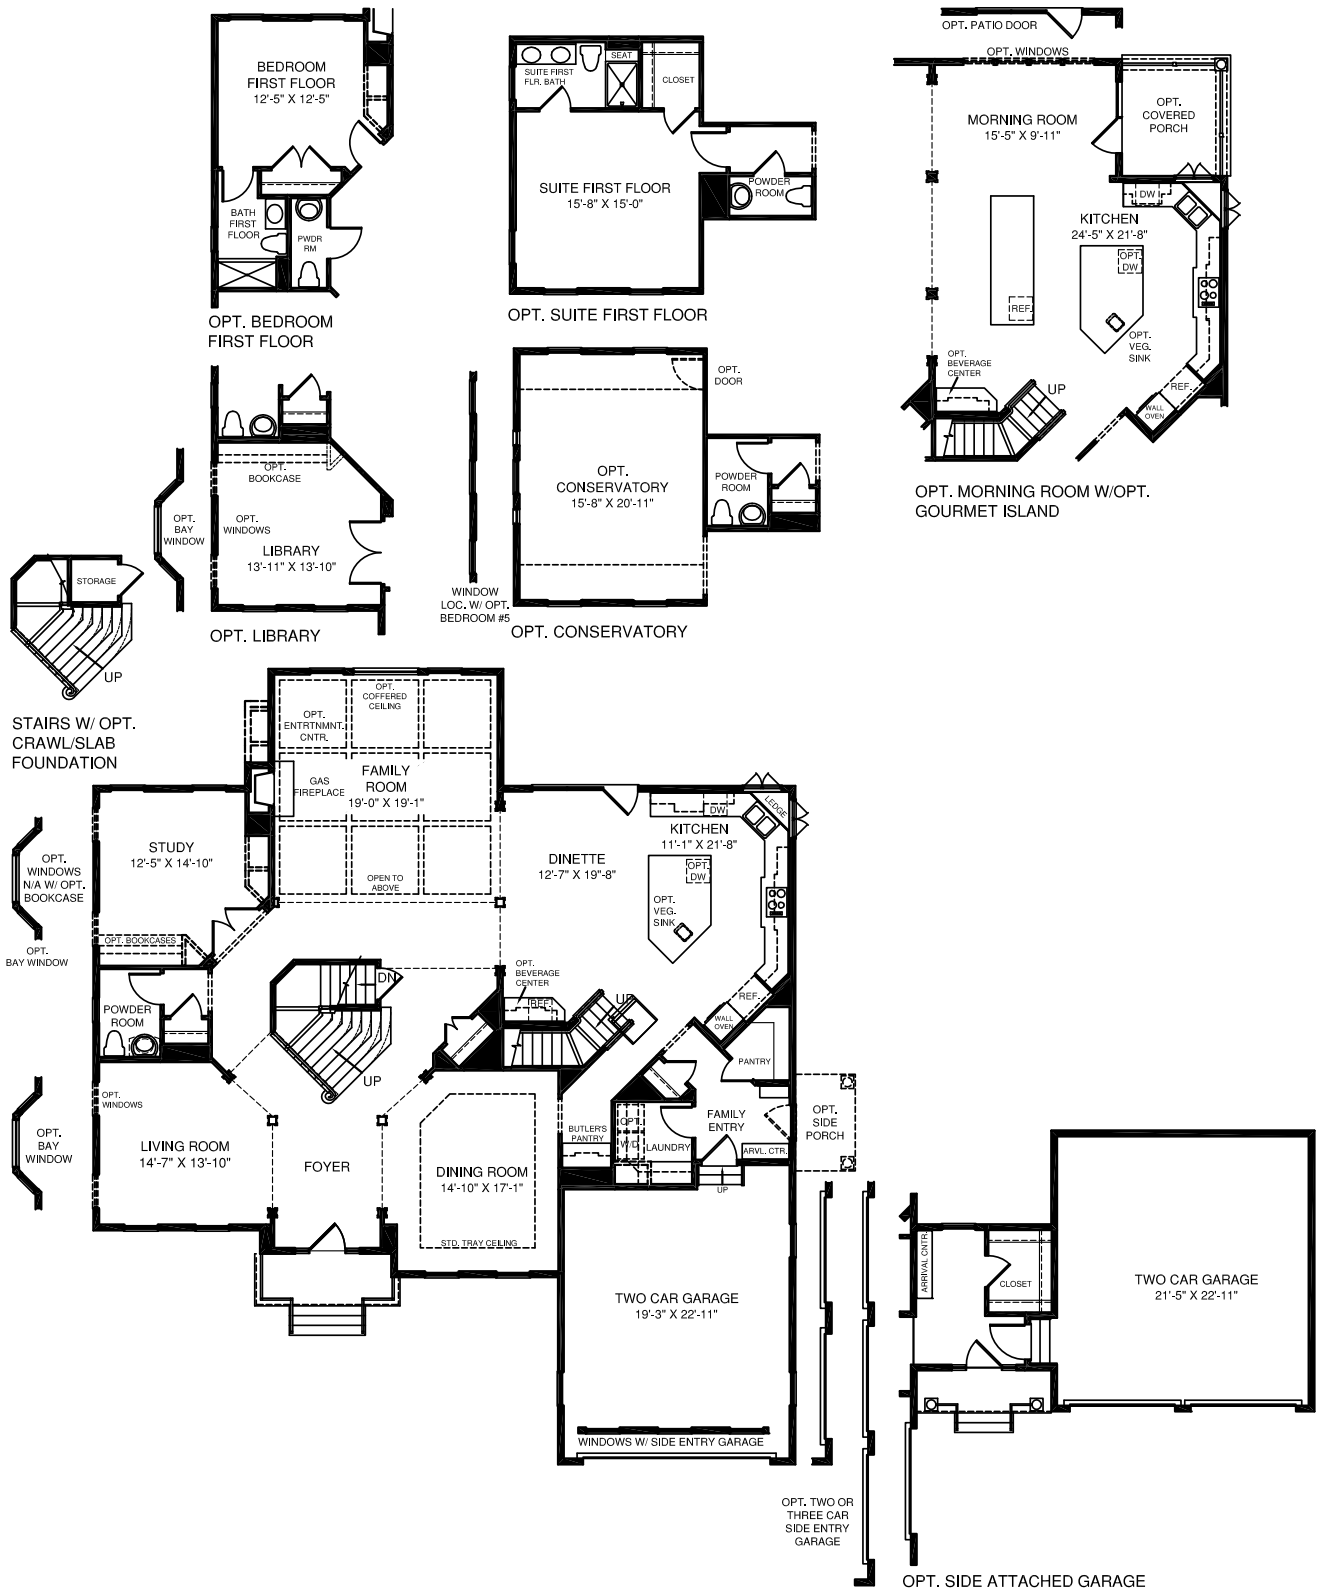 BEDROOM
FIRST FLOOR
12'-5" X 12'-5"
BATH
FIRST
FLOOR
PWDR
RM
OPT. BEDROOM
FIRST FLOOR
SUITE FIRST
FLR. BATH
SEAT
CLOSET
SUITE FIRST FLOOR
15'-8" X 15'-0"
POWDER
ROOM
OPT. SUITE FIRST FLOOR
OPT. PATIO DOOR
OPT. WINDOWS
MORNING ROOM
15'-5" X 9'-11"
OPT.
COVERED
PORCH
DW
KITCHEN
24'-5" X 21'-8"
OPT.
DW
REF.
OPT.
VEG.
SINK
OPT.
BEVERAGE
CENTER
UP
REF.
WALL
OVEN
OPT. MORNING ROOM W/OPT.
GOURMET ISLAND
OPT.
BOOKCASE
OPT.
WINDOWS
OPT.
BAY
WINDOW
LIBRARY
13'-11" X 13'-10"
OPT. LIBRARY
OPT.
DOOR
OPT.
CONSERVATORY
15'-8" X 20'-11"
POWDER
ROOM
WINDOW
LOC. W/ OPT.
BEDROOM #5
OPT. CONSERVATORY
STORAGE
UP
STAIRS W/ OPT.
CRAWL/SLAB
FOUNDATION
OPT.
COFFERED
CEILING
OPT.
ENTRTNMNT.
CNTR.
GAS
FIREPLACE
FAMILY
ROOM
19'-0" X 19'-1"
OPEN TO
ABOVE
STUDY
12'-5" X 14'-10"
OPT.
WINDOWS
N/A W/ OPT.
BOOKCASE
OPT.
BAY WINDOW
OPT. BOOKCASES
DINETTE
12'-7" X 19"-8"
DW
LEDGE
KITCHEN
11'-1" X 21'-8"
OPT.
DW
OPT.
VEG.
SINK
OPT.
BEVERAGE
CENTER
REF.
UP
REF.
WALL
OVEN
DN
UP
POWDER
ROOM
PANTRY
OPT.
WINDOWS
OPT.
BAY
WINDOW
LIVING ROOM
14'-7" X 13'-10"
FOYER
DINING ROOM
14'-10" X 17'-1"
STD. TRAY CEILING
BUTLER'S
PANTRY
OPT.
W/D
LAUNDRY
FAMILY
ENTRY
ARVL. CTR.
UP
OPT.
SIDE
PORCH
TWO CAR GARAGE
19'-3" X 22'-11"
WINDOWS W/ SIDE ENTRY GARAGE
OPT. TWO OR
THREE CAR
SIDE ENTRY
GARAGE
ARRIVAL CNTR.
CLOSET
TWO CAR GARAGE
21'-5" X 22'-11"
OPT. SIDE ATTACHED GARAGE